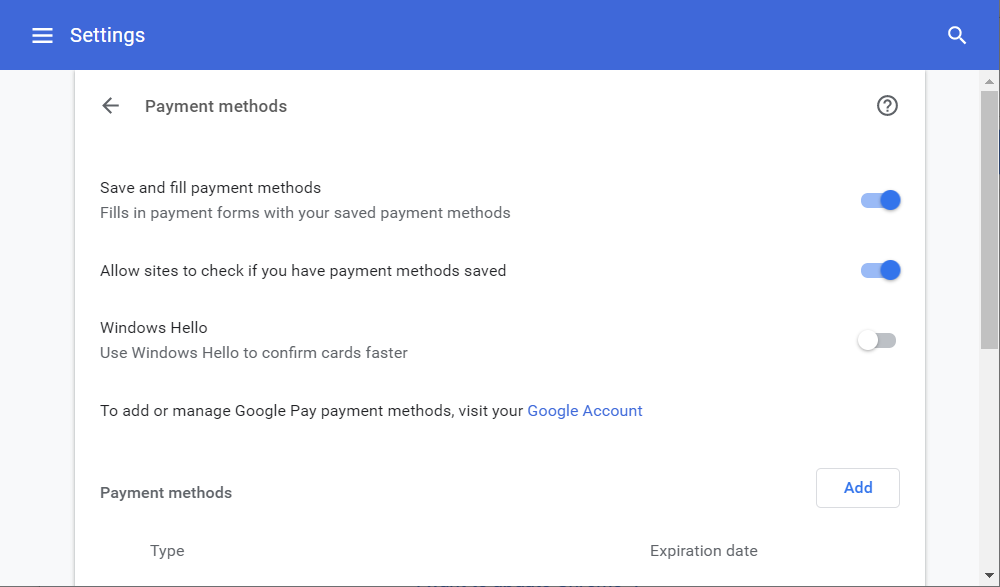 Settings
Payment methods
Save and fill payment methods
Fills in payment forms with your saved payment methods
Allow sites to check if you have payment methods saved
Windows Hello
Use Windows Hello to confirm cards faster
To add or manage Google Pay payment methods, visit your Google Account
Payment methods
Add
Type
Expiration date